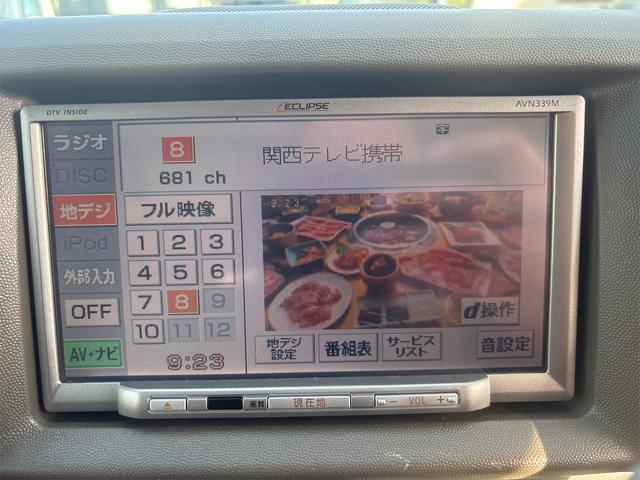 DTV INSIDE
ECLIPSE
AVN339M
ラジオ
8
字
関西テレビ携帯
DISC
681 ch
地デジ
フル映像
9:23
iPod
1 2 3
外部入力
4 5 6
OFF
7 8 9
d操作
10 11 12
AV+ナビ
9:23
地デジ
設定
番組表
サービス
リスト
音設定
画質
現在地
− VOL +